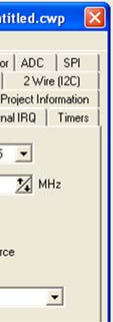 ntitled.cwp
or ADC SPI
2 Wire (I2C)
Project Information
nal IRQ Timers
MHz
rce